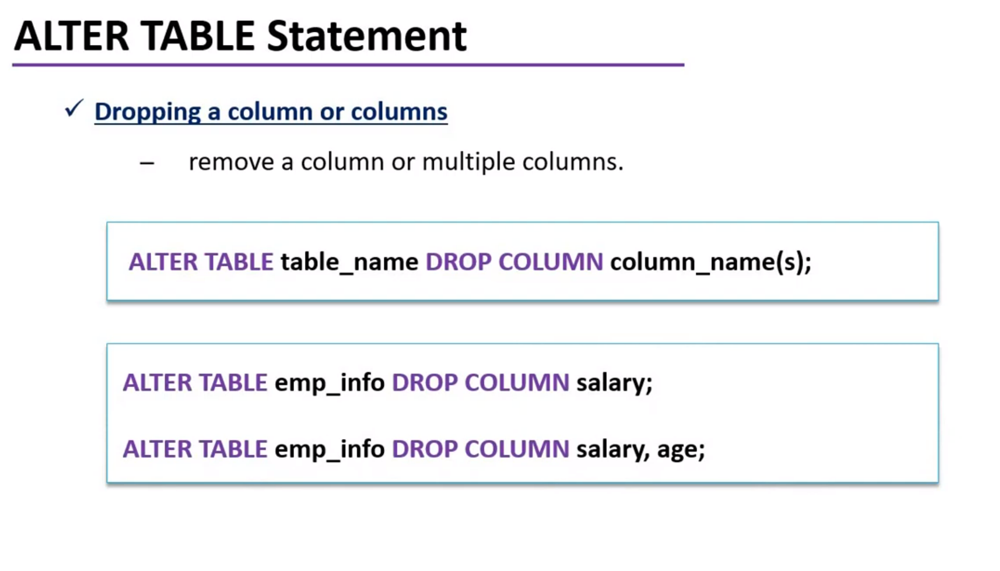 ALTER TABLE Statement
✓ Dropping a column or columns
– remove a column or multiple columns.
ALTER TABLE table_name DROP COLUMN column_name(s);
ALTER TABLE emp_info DROP COLUMN salary;
ALTER TABLE emp_info DROP COLUMN salary, age;